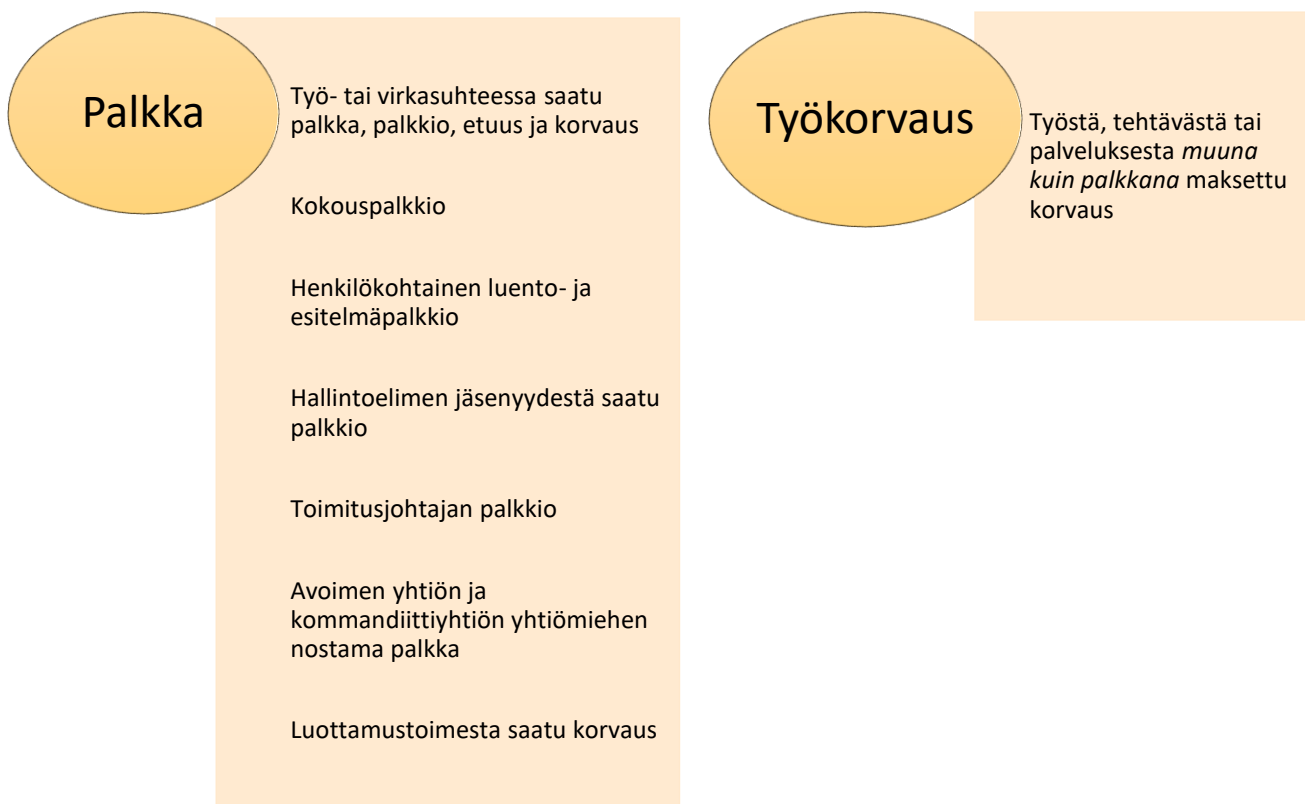 Palkka
Työ- tai virkasuhteessa saatu
palkka, palkkio, etuus ja korvaus
Kokouspalkkio
Henkilökohtainen luento- ja
esitelmäpalkkio
Hallintoelimen jäsenyydestä saatu
palkkio
Toimitusjohtajan palkkio
Avoimen yhtiön ja
kommandiittiyhtiön yhtiömiehen
nostama palkka
Luottamustoimesta saatu korvaus
Työkorvaus
Työstä, tehtävästä tai
palveluksesta muuna
kuin palkkana maksettu
korvaus